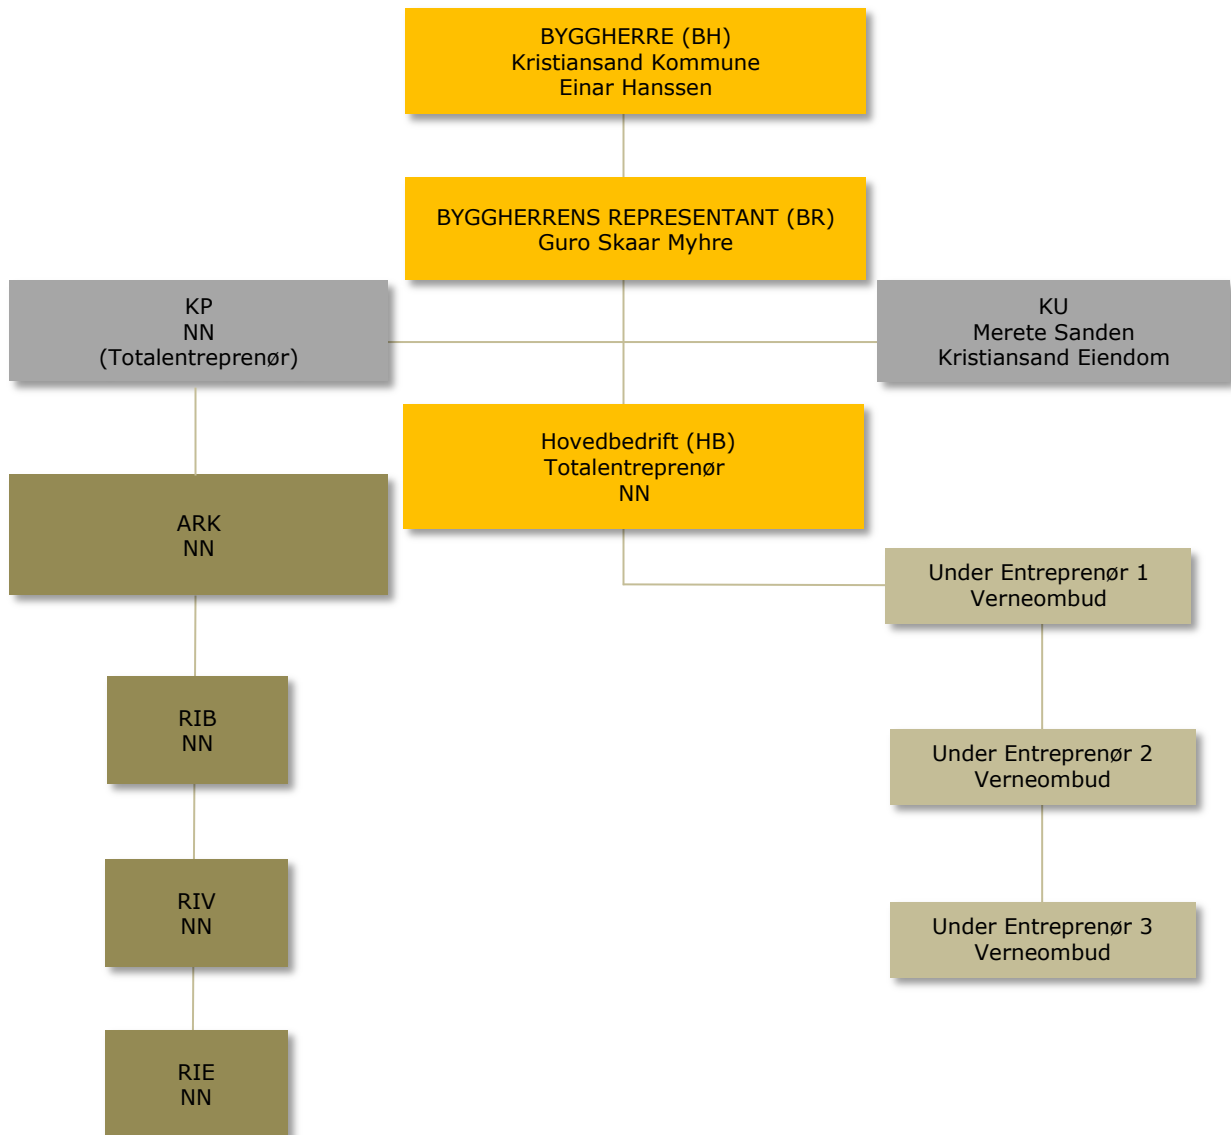 BYGGHERRE (BH)
Kristiansand Kommune
Einar Hanssen
BYGGHERRENS REPRESENTANT (BR)
Guro Skaar Myhre
KP
NN
(Totalentreprenør)
KU
Merete Sanden
Kristiansand Eiendom
Hovedbedrift (HB)
Totalentreprenør
NN
ARK
NN
Under Entreprenør 1
Verneombud
RIB
NN
Under Entreprenør 2
Verneombud
RIV
NN
Under Entreprenør 3
Verneombud
RIE
NN